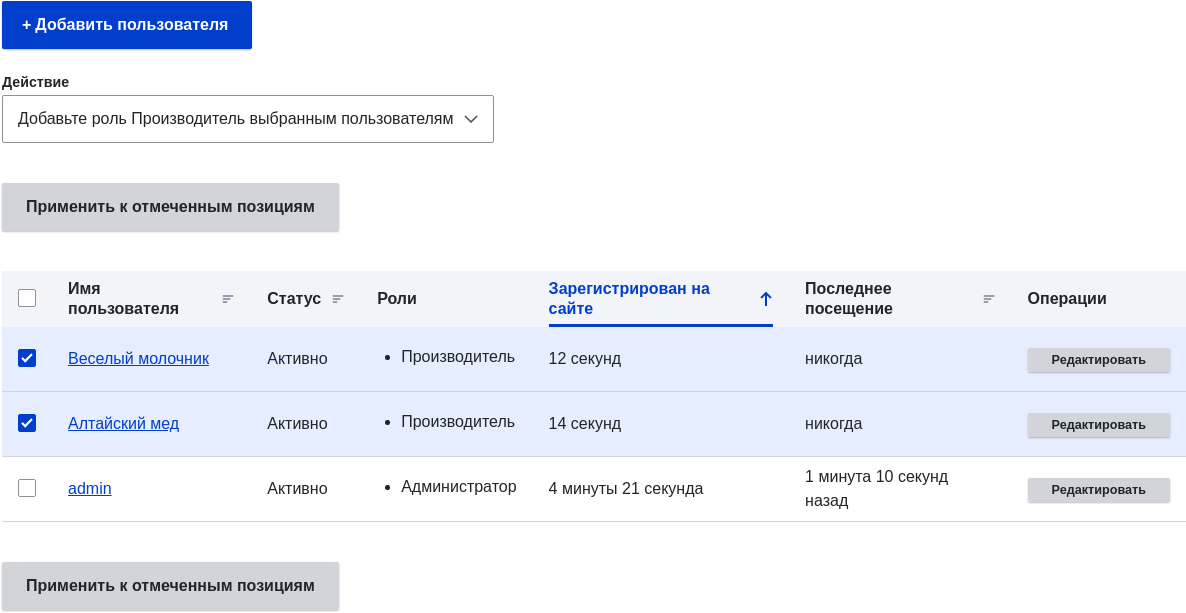 + Добавить пользователя
Действие
Добавьте роль Производитель выбранным пользователям
Применить к отмеченным позициям
Имя пользователя Статус Роли Зарегистрирован на сайте Последнее посещение Операции
Веселый молочник Активно • Производитель 12 секунд никогда Редактировать
Алтайский мед Активно • Производитель 14 секунд никогда Редактировать
admin Активно • Администратор 4 минуты 21 секунда 1 минута 10 секунд назад Редактировать
Применить к отмеченным позициям